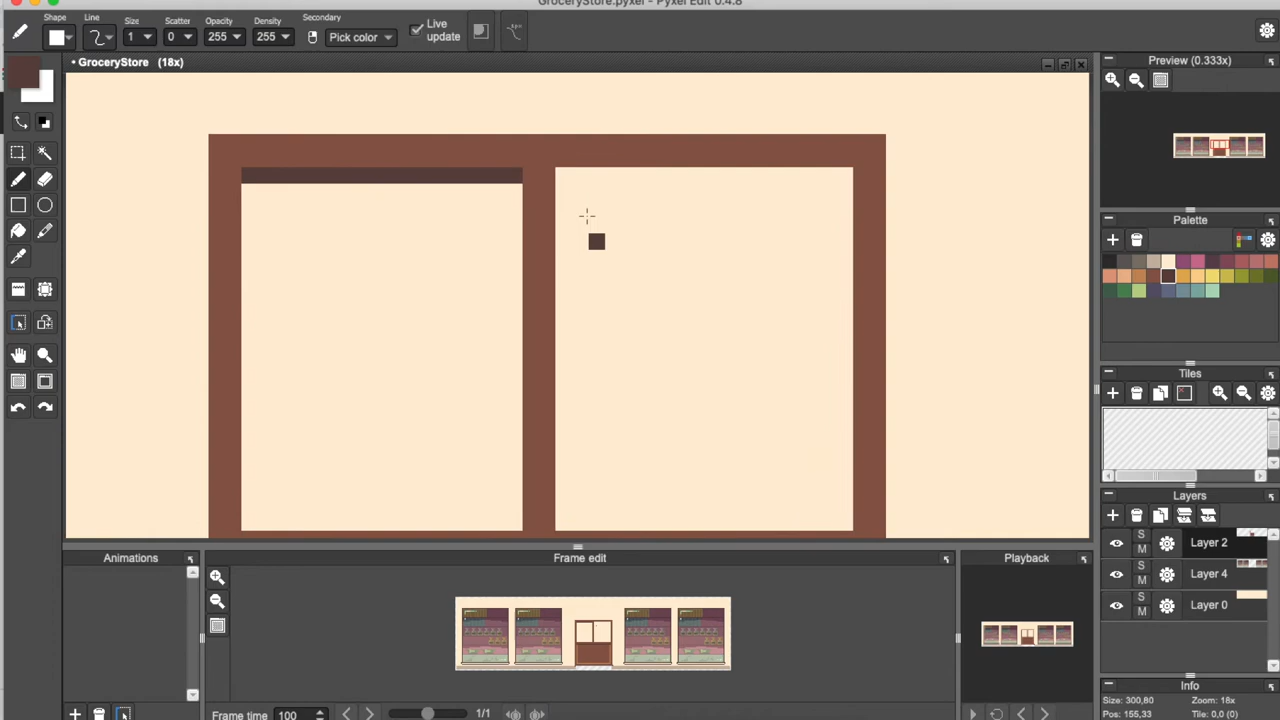 GroceryStore.pyxel - Pyxel Edit 0.4.8
Shape Line Size Scatter Opacity Density Secondary
1 0 255 255 Pick color Live update
• GroceryStore (18x)
Preview (0.333x)
Palette
Tiles
Layers
S
M
Layer 2
S
M
Layer 4
S
M
Layer 0
Animations
Frame edit
Playback
Frame time 100 1/1
Info
Size: 300,80 Zoom: 18x
Pos: 155,33 Tile: 0,0 (0)